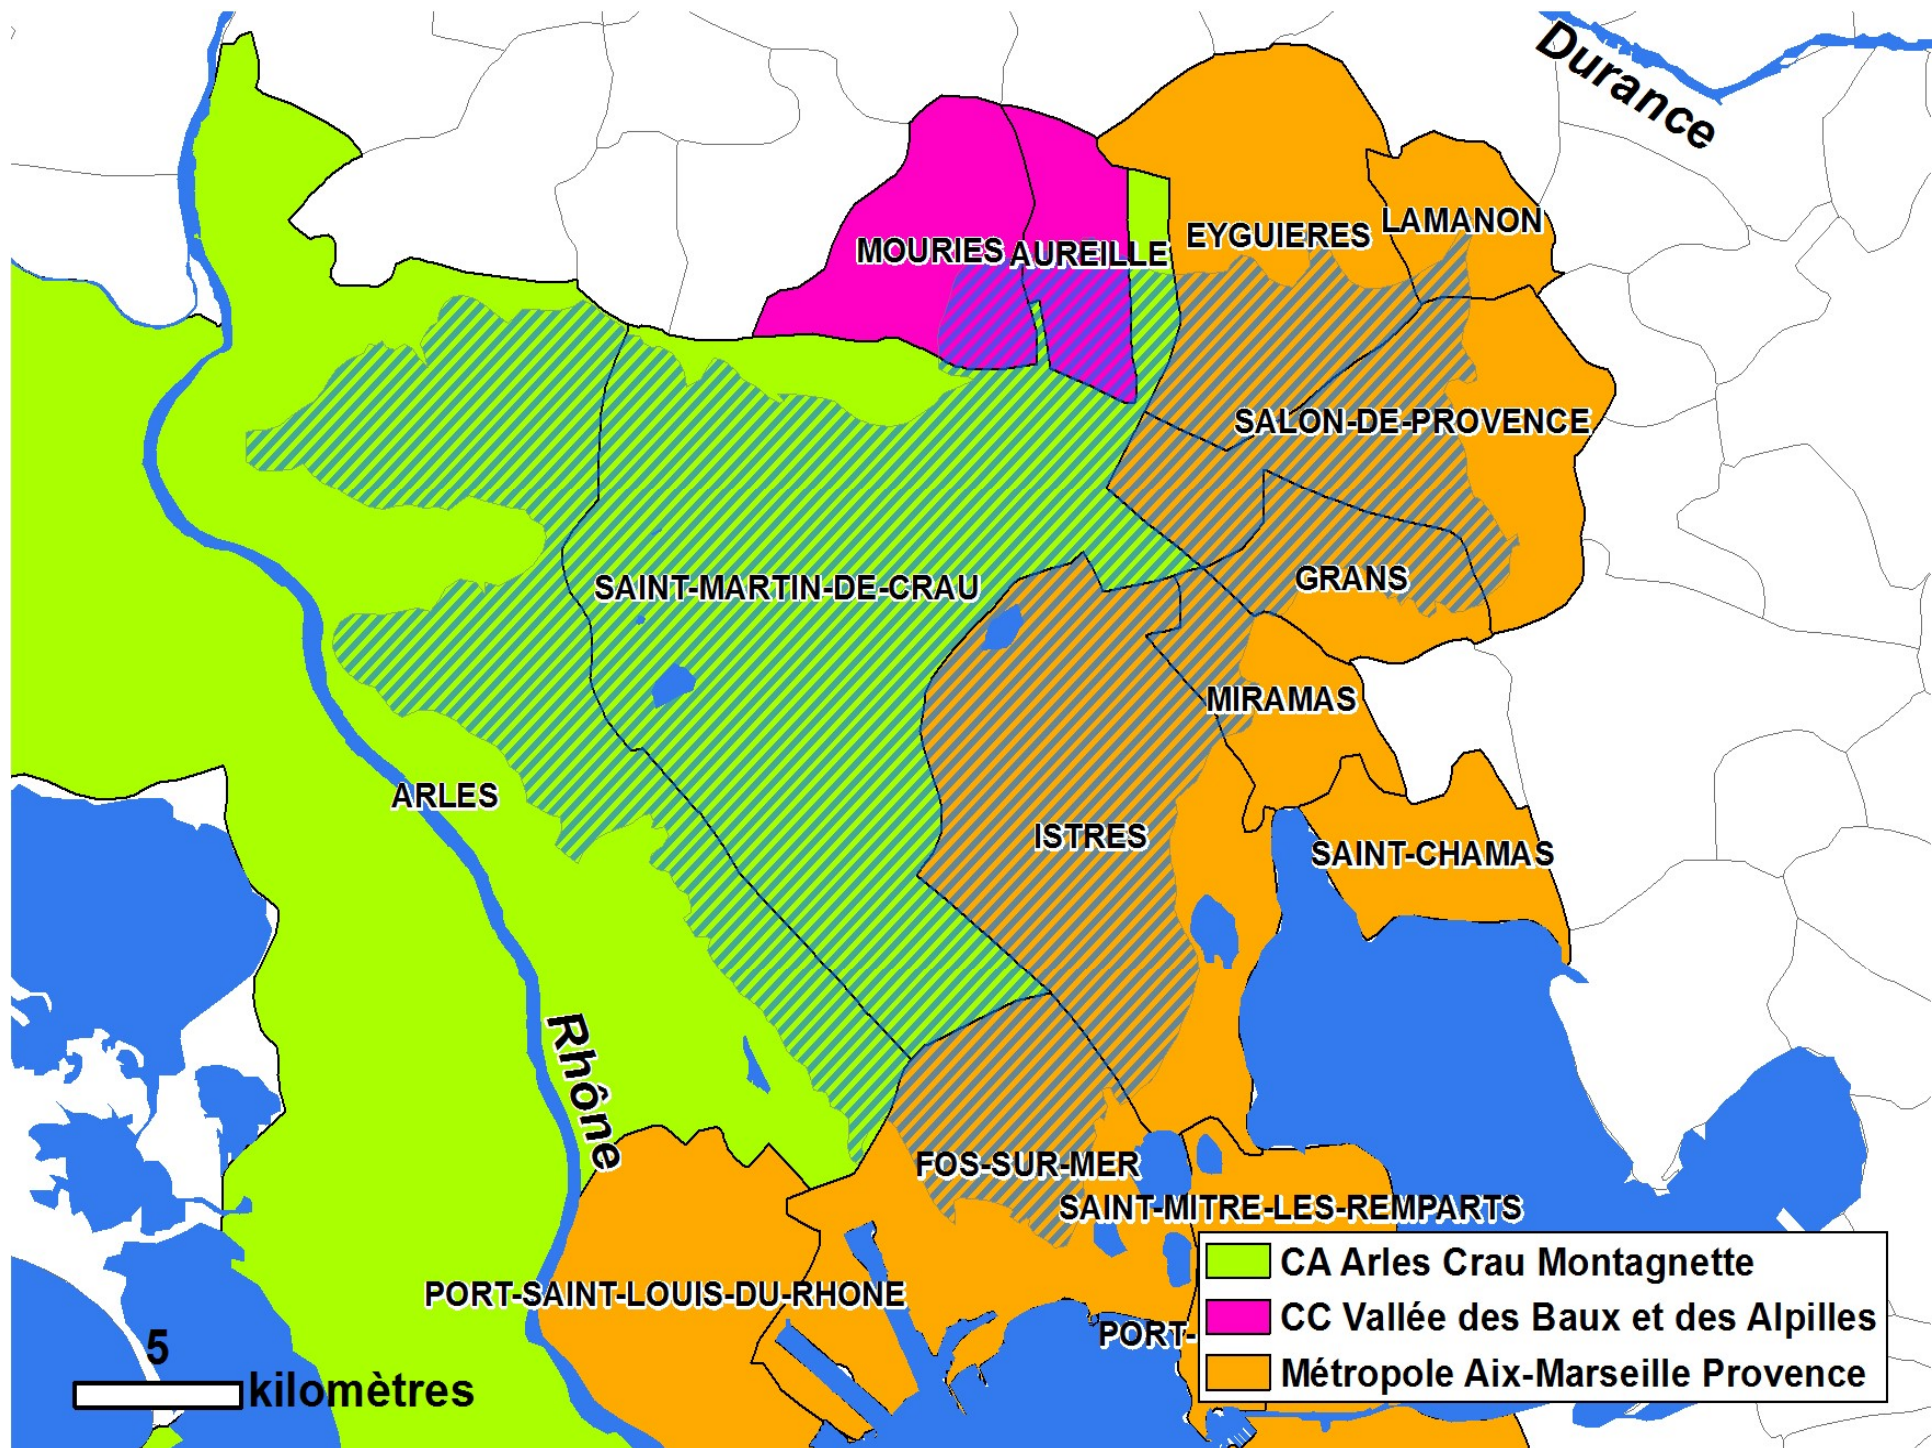 Durance
MOURIES
AUREILLE
EYGUIERES
LAMANON
SALON-DE-PROVENCE
SAINT-MARTIN-DE-CRAU
GRANS
MIRAMAS
ARLES
ISTRES
SAINT-CHAMAS
Rhône
FOS-SUR-MER
SAINT-MITRE-LES-REMPARTS
PORT-SAINT-LOUIS-DU-RHONE
PORT-
CA Arles Crau Montagnette
CC Vallée des Baux et des Alpilles
Métropole Aix-Marseille Provence
5
kilomètres